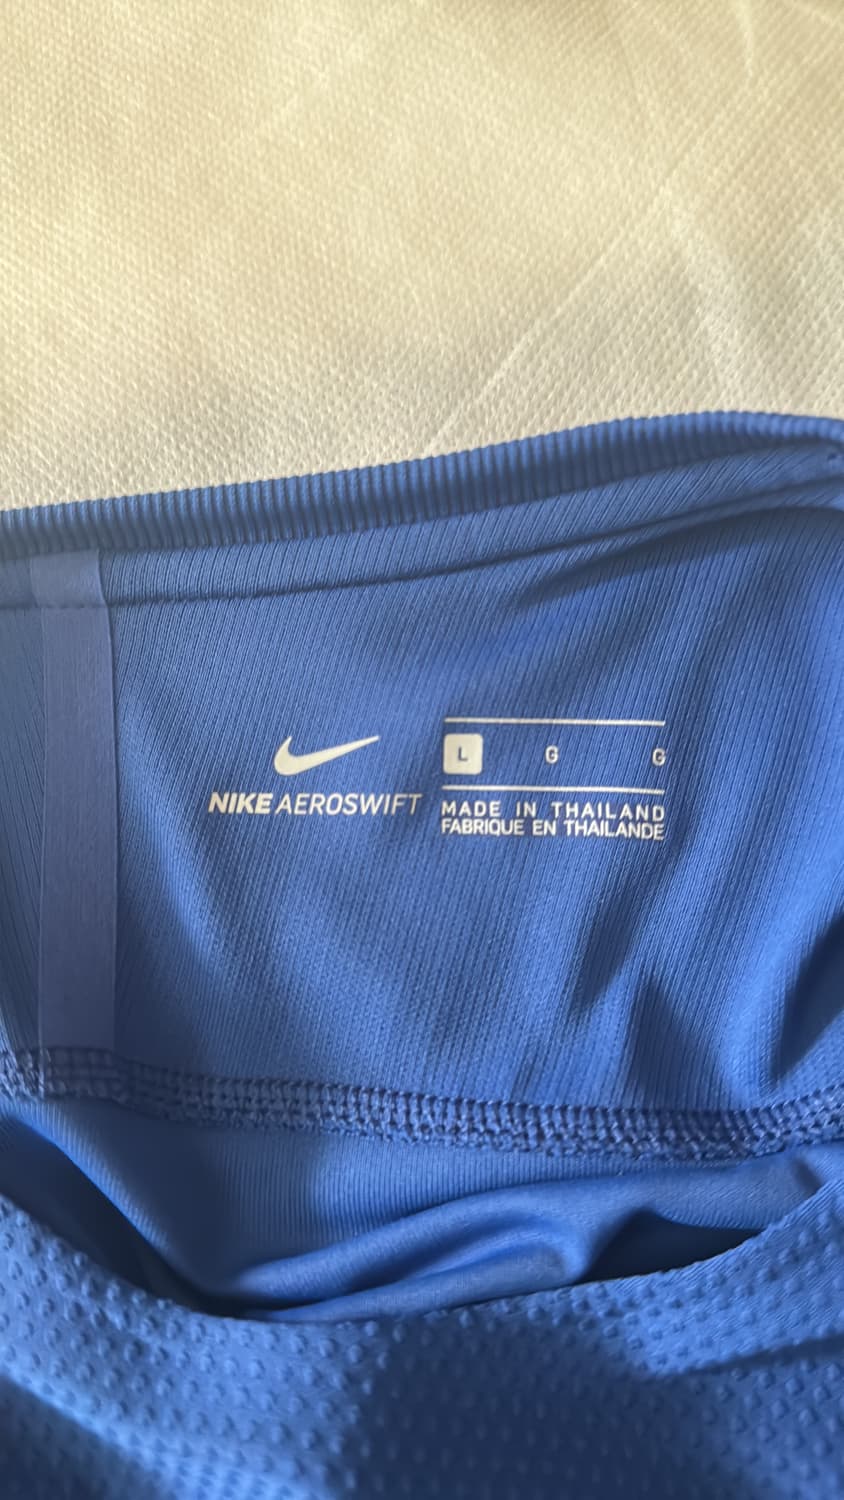 NIKE AEROSWIFT
L G G
MADE IN THAILAND
FABRIQUE EN THAILANDE